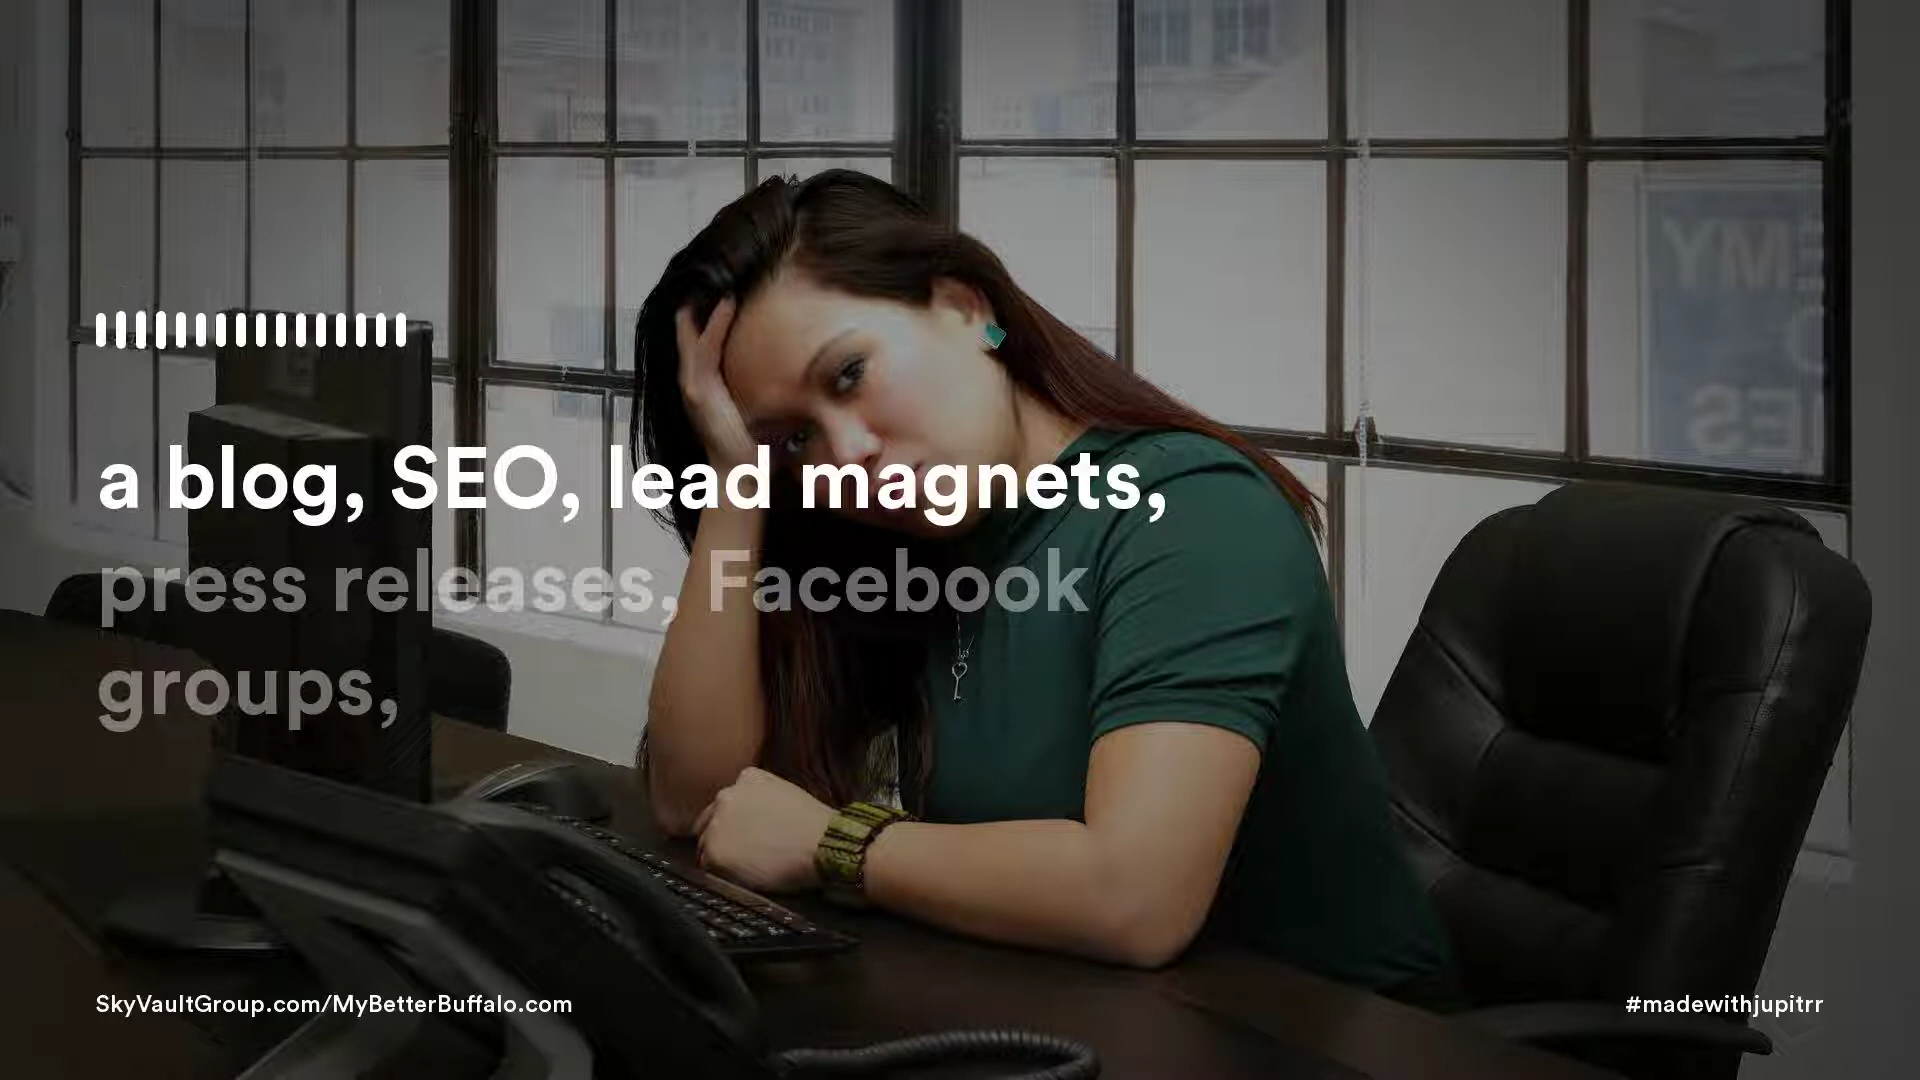 a blog, SEO, lead magnets,
press releases, Facebook
groups,
SkyVaultGroup.com/MyBetterBuffalo.com
#madewithjupitrr